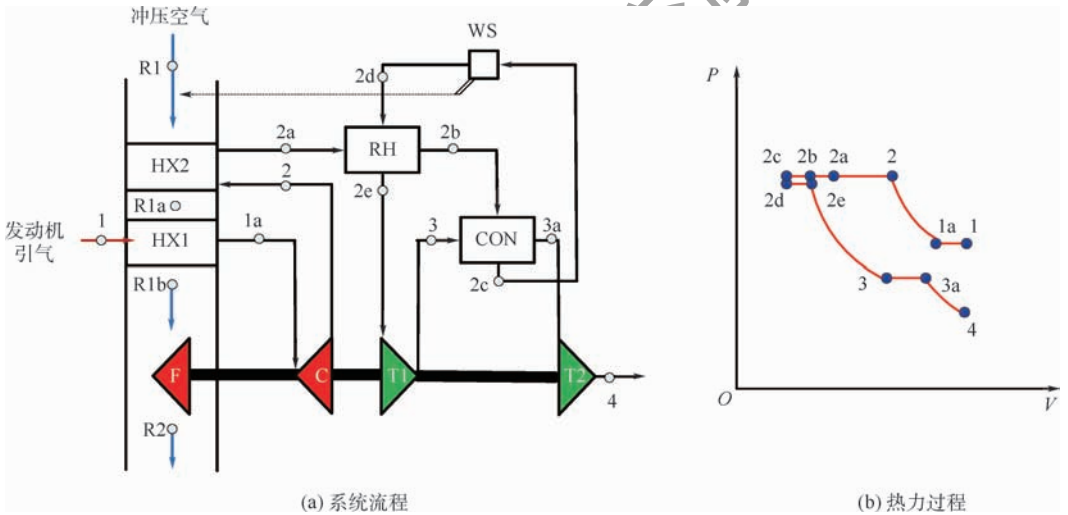 冲压空气
WS
R1
2d
2a
2b
RH
HX2
2
2e
R1a
发动机
引气
1
HX1
1a
3
3a
CON
2c
R1b
F
C
T1
T2
4
R2
(a) 系统流程
P
2c
2b
2a
2
2d
2e
1a
1
3
3a
4
O
V
(b) 热力过程